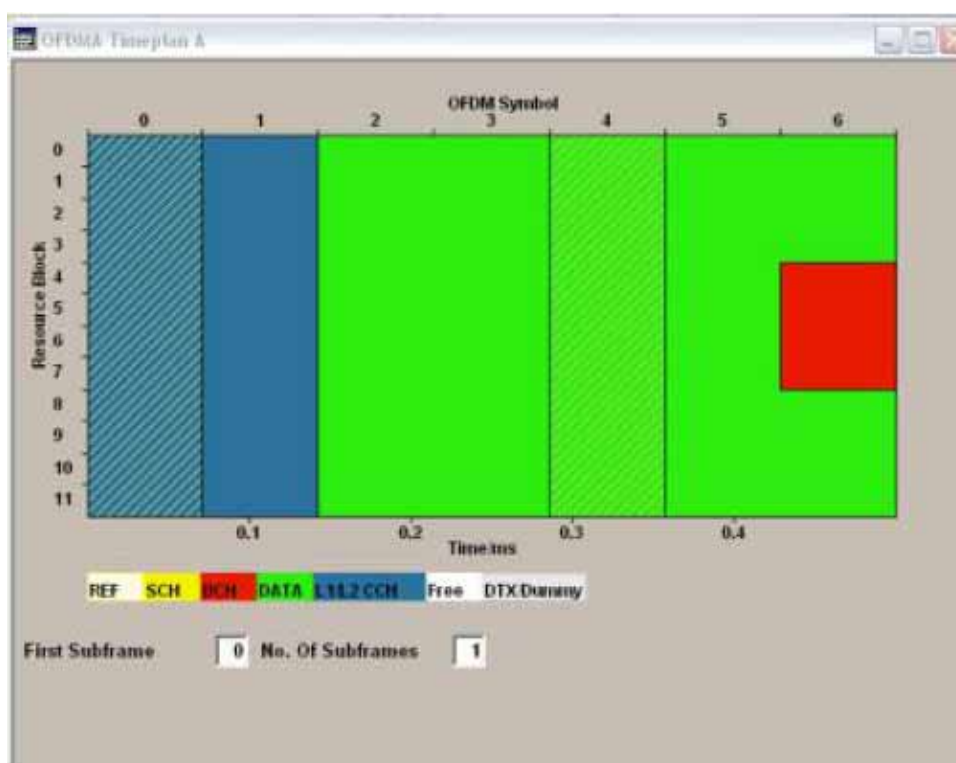 OFDMA Timeplan A
OFDM Symbol
0 1 2 3 4 5 6
Resource Block
0
1
2
3
4
5
6
7
8
9
10
11
0.1 0.2 0.3 0.4
Time/ms
REF SCH BCH DATA L1/L2 CCH Free DTX Dummy
First Subframe 0 No. Of Subframes 1